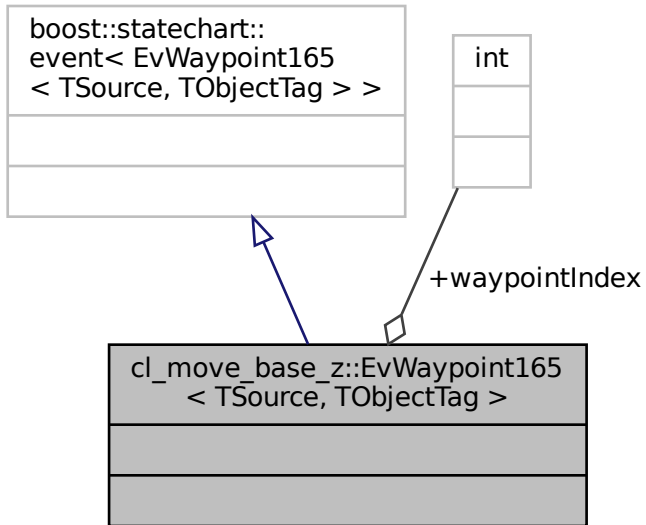 boost::statechart::
event< EvWaypoint165
< TSource, TObjectTag > >
int
+waypointIndex
cl_move_base_z::EvWaypoint165
< TSource, TObjectTag >